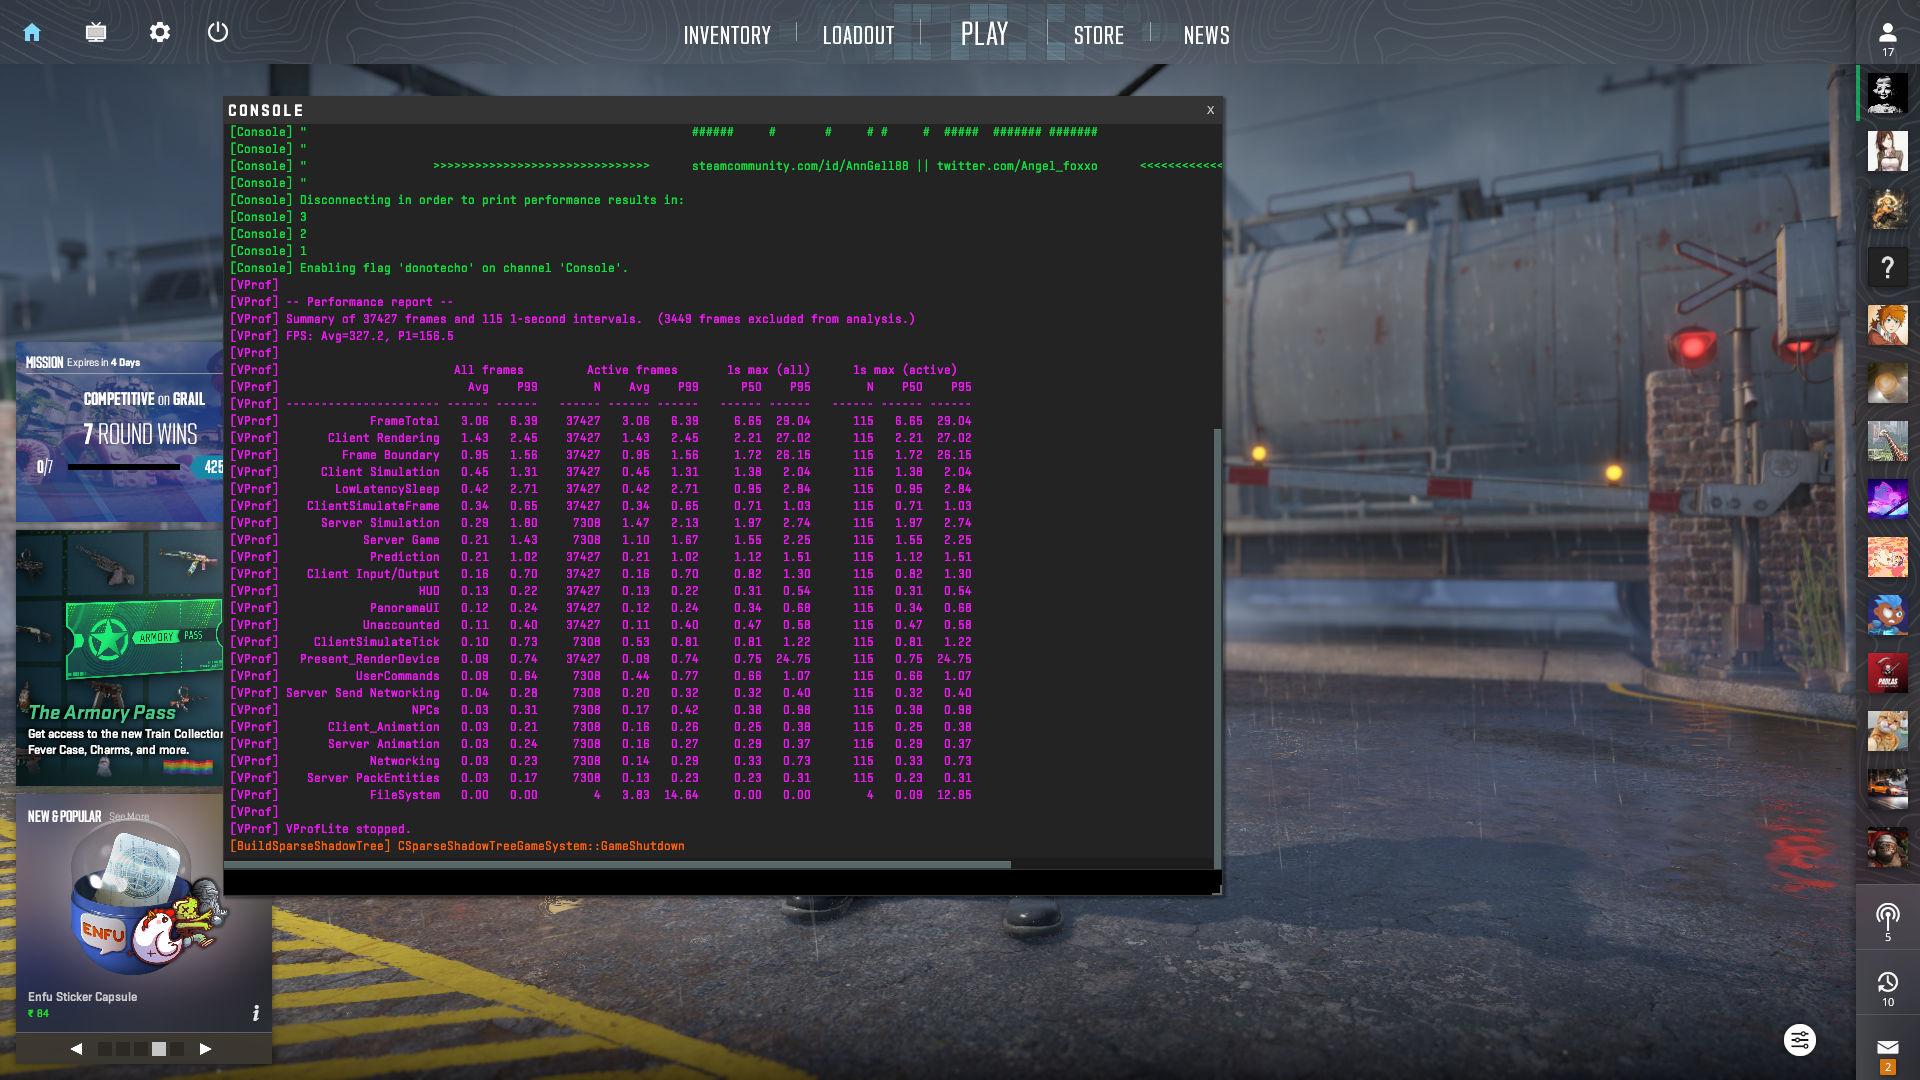 INVENTORY
LOADOUT
PLAY
STORE
NEWS
17
CONSOLE
X
[Console] "                                                       ######     #       #     # #     #  #####  ####### #######
[Console] "
[Console] "                  >>>>>>>>>>>>>>>>>>>>>>>>>>>>>>>      steamcommunity.com/id/AnnGell88 || twitter.com/Angel_foxxo      <<<<<<<<<<<<
[Console] "
[Console] Disconnecting in order to print performance results in:
[Console] 3
[Console] 2
[Console] 1
[Console] Enabling flag 'donotecho' on channel 'Console'.
[VProf]
[VProf] -- Performance report --
[VProf] Summary of 37427 frames and 115 1-second intervals.  (3449 frames excluded from analysis.)
[VProf] FPS: Avg=327.2, P1=156.5
[VProf]
[VProf] All frames Active frames 1s max (all) 1s max (active)
[VProf] Avg P99 N Avg P99 P50 P95 N P50 P95
[VProf] ---------------------- ------ ------ ------ ------ ------ ------ ------ ------ ------ ------
[VProf] FrameTotal 3.06 6.39 37427 3.06 6.39 6.65 29.04 115 6.65 29.04
[VProf] Client Rendering 1.43 2.45 37427 1.43 2.45 2.21 27.02 115 2.21 27.02
[VProf] Frame Boundary 0.95 1.56 37427 0.95 1.56 1.72 26.15 115 1.72 26.15
[VProf] Client Simulation 0.45 1.31 37427 0.45 1.31 1.38 2.04 115 1.38 2.04
[VProf] LowLatencySleep 0.42 2.71 37427 0.42 2.71 0.95 2.84 115 0.95 2.84
[VProf] ClientSimulateFrame 0.34 0.65 37427 0.34 0.65 0.71 1.03 115 0.71 1.03
[VProf] Server Simulation 0.29 1.80 7308 1.47 2.13 1.97 2.74 115 1.97 2.74
[VProf] Server Game 0.21 1.43 7308 1.10 1.67 1.55 2.25 115 1.55 2.25
[VProf] Prediction 0.21 1.02 37427 0.21 1.02 1.12 1.51 115 1.12 1.51
[VProf] Client Input/Output 0.16 0.70 37427 0.16 0.70 0.82 1.30 115 0.82 1.30
[VProf] HUD 0.13 0.22 37427 0.13 0.22 0.31 0.54 115 0.31 0.54
[VProf] PanoramaUI 0.12 0.24 37427 0.12 0.24 0.34 0.68 115 0.34 0.68
[VProf] Unaccounted 0.11 0.40 37427 0.11 0.40 0.47 0.58 115 0.47 0.58
[VProf] ClientSimulateTick 0.10 0.73 7308 0.53 0.81 0.81 1.22 115 0.81 1.22
[VProf] Present_RenderDevice 0.09 0.74 37427 0.09 0.74 0.75 24.75 115 0.75 24.75
[VProf] UserCommands 0.09 0.64 7308 0.44 0.77 0.66 1.07 115 0.66 1.07
[VProf] Server Send Networking 0.04 0.28 7308 0.20 0.32 0.32 0.40 115 0.32 0.40
[VProf] NPCs 0.03 0.31 7308 0.17 0.42 0.38 0.98 115 0.38 0.98
[VProf] Client_Animation 0.03 0.21 7308 0.16 0.26 0.25 0.38 115 0.25 0.38
[VProf] Server Animation 0.03 0.24 7308 0.16 0.27 0.29 0.37 115 0.29 0.37
[VProf] Networking 0.03 0.23 7308 0.14 0.29 0.33 0.73 115 0.33 0.73
[VProf] Server PackEntities 0.03 0.17 7308 0.13 0.23 0.23 0.31 115 0.23 0.31
[VProf] FileSystem 0.00 0.00 4 3.83 14.64 0.00 0.00 4 0.09 12.85
[VProf]
[VProf] VProfLite stopped.
[BuildSparseShadowTree] CSparseShadowTreeGameSystem::GameShutdown
MISSION Expires in 4 Days
COMPETITIVE on GRAIL
7 ROUND WINS
0/7
425
ARMORY PASS
The Armory Pass
Get access to the new Train Collection
Fever Case, Charms, and more.
NEW & POPULAR See More
ENFU
Enfu Sticker Capsule
₹ 84
i
?
5
10
2